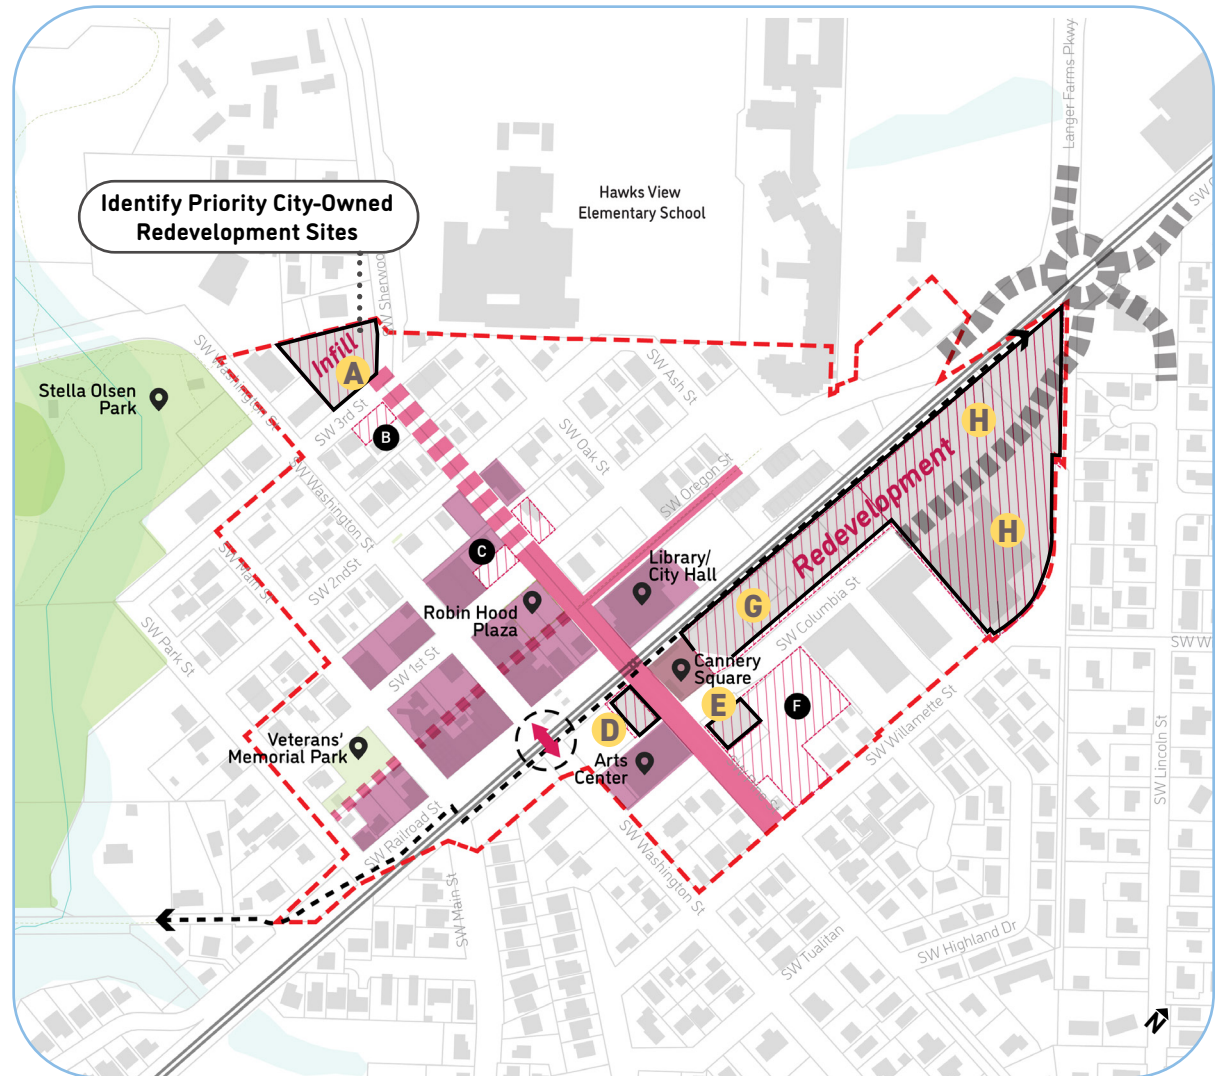 Langer Farms Pkwy
Identify Priority City-Owned
Redevelopment Sites
Hawks View
Elementary School
SW Sherwoo
Infill
A
Stella Olsen
Park
SW Washington St
SW 3rd St
B
SW Ash St
SW Oak St
H
SW Washington St
SW Oregon St
Redevelopment
H
C
SW 2ndSt
SW Main St
Library/
City Hall
Robin Hood
Plaza
G
SW Columbia St
SW Park St
SW 1st St
Cannery
Square
SW W
E
F
D
SW Willamette St
Veterans'
Memorial Park
Arts
Center
SW Lincoln St
SW Railroad St
SW Washington St
SW Main St
SW Highland Dr
SW Tualitan
N